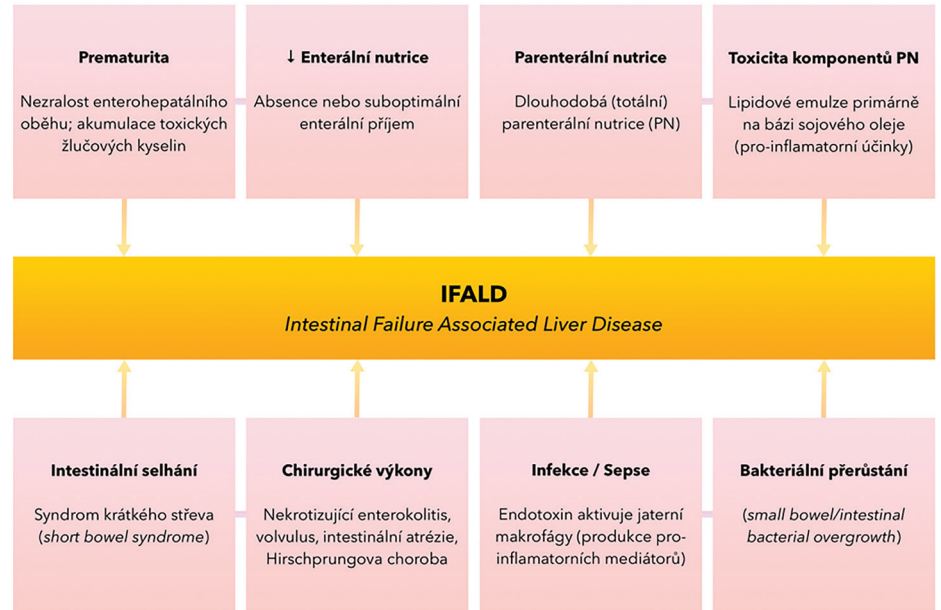 Prematurita
Nezralost enterohepatálního
oběhu; akumulace toxických
žlučových kyselin
↓ Enterální nutrice
Absence nebo suboptimální
enterální příjem
Parenterální nutrice
Dlouhodobá (totální)
parenterální nutrice (PN)
Toxicita komponentů PN
Lipidové emulze primárně
na bázi sojového oleje
(pro-inflamatorní účinky)
IFALD
Intestinal Failure Associated Liver Disease
Intestinální selhání
Syndrom krátkého střeva
(short bowel syndrome)
Chirurgické výkony
Nekrotizující enterokolitis,
volvulus, intestinální atrézie,
Hirschprungova choroba
Infekce / Sepse
Endotoxin aktivuje jaterní
makrofágy (produkce pro-
inflamatorních mediátorů)
Bakteriální přerůstání
(small bowel/intestinal
bacterial overgrowth)